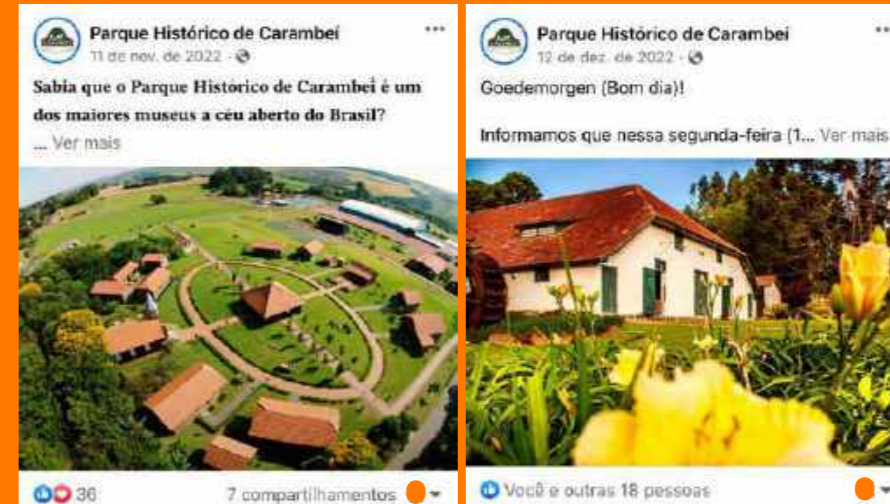 Parque Histórico de Carambeí
11 de nov. de 2022
Sabia que o Parque Histórico de Carambeí é um
dos maiores museus a céu aberto do Brasil?
... Ver mais
36
7 compartilhamentos
Parque Histórico de Carambeí
12 de dez. de 2022
Goedemorgen (Bom dia)!
Informamos que nessa segunda-feira (1... Ver mais
Você e outras 18 pessoas